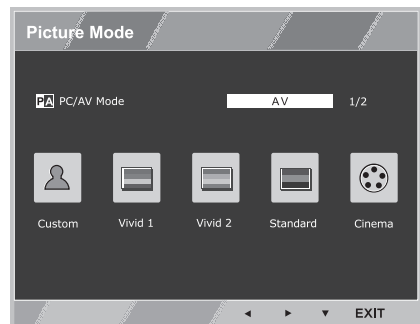 Picture Mode
PA PC/AV Mode AV 1/2
Custom Vivid 1 Vivid 2 Standard Cinema
◄ ► ▼ EXIT